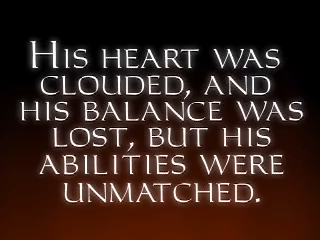 His heart was
clouded, and
his balance was
lost, but his
abilities were
unmatched.